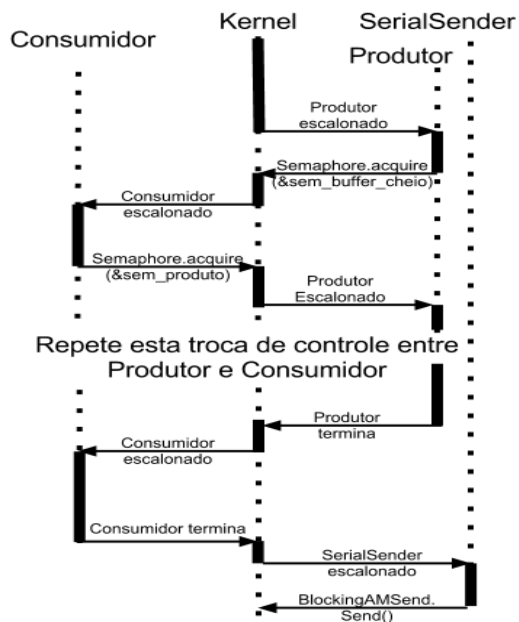 Consumidor
Kernel
SerialSender
Produtor
Produtor
escalonado
Semaphore.acquire
(&sem_buffer_cheio)
Consumidor
escalonado
Semaphore.acquire
(&sem_produto)
Produtor
Escalonado
Repete esta troca de controle entre
Produtor e Consumidor
Produtor
termina
Consumidor
escalonado
Consumidor termina
SerialSender
escalonado
BlockingAMSend.
Send()